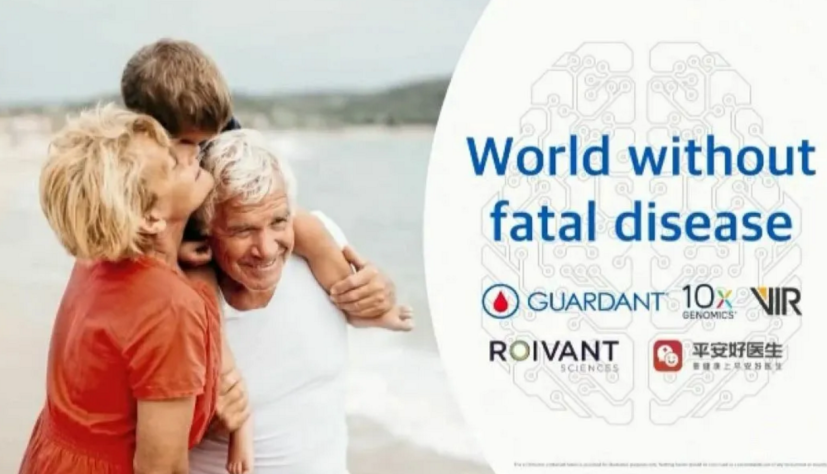 World without
fatal disease
GUARDANT
10x
GENOMICS
VIR
ROIVANT
SCIENCES
平安好医生